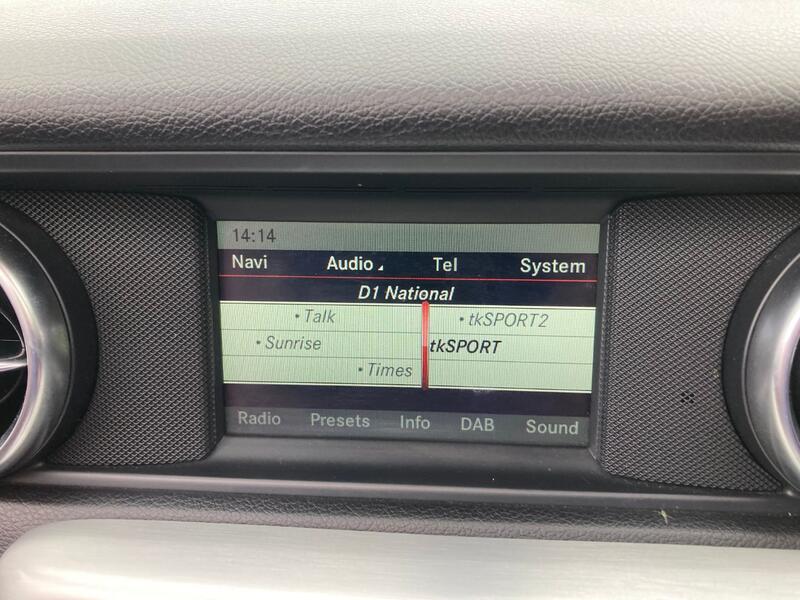 14:14
Navi Audio Tel System
D1 National
• Talk • tkSPORT2
• Sunrise tkSPORT
• Times
Radio Presets Info DAB Sound